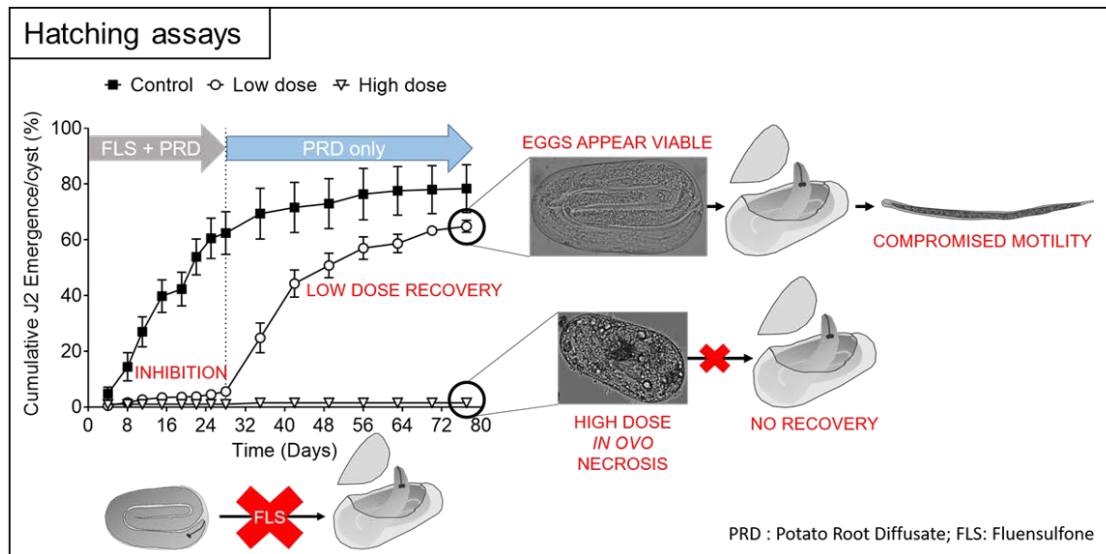 Hatching assays
Control
Low dose
High dose
FLS + PRD
PRD only
Cumulative J2 Emergence/cyst (%)
100
80
60
40
20
0
INHIBITION
LOW DOSE RECOVERY
0 8 16 24 32 40 48 56 64 72 80
Time (Days)
EGGS APPEAR VIABLE
COMPROMISED MOTILITY
HIGH DOSE
IN OVO
NECROSIS
NO RECOVERY
FLS
PRD : Potato Root Diffusate; FLS: Fluensulfone